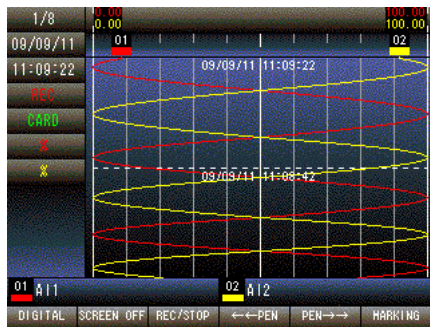 1/8
0.00 100.00
0.00 100.00
09/09/11
01 02
11:09:22
09/09/11 11:09:22
REC
CARD
%
%
09/09/11 11:08:42
01 AI1 02 AI2
DIGITAL SCREEN OFF REC/STOP ←←PEN PEN→→ MARKING